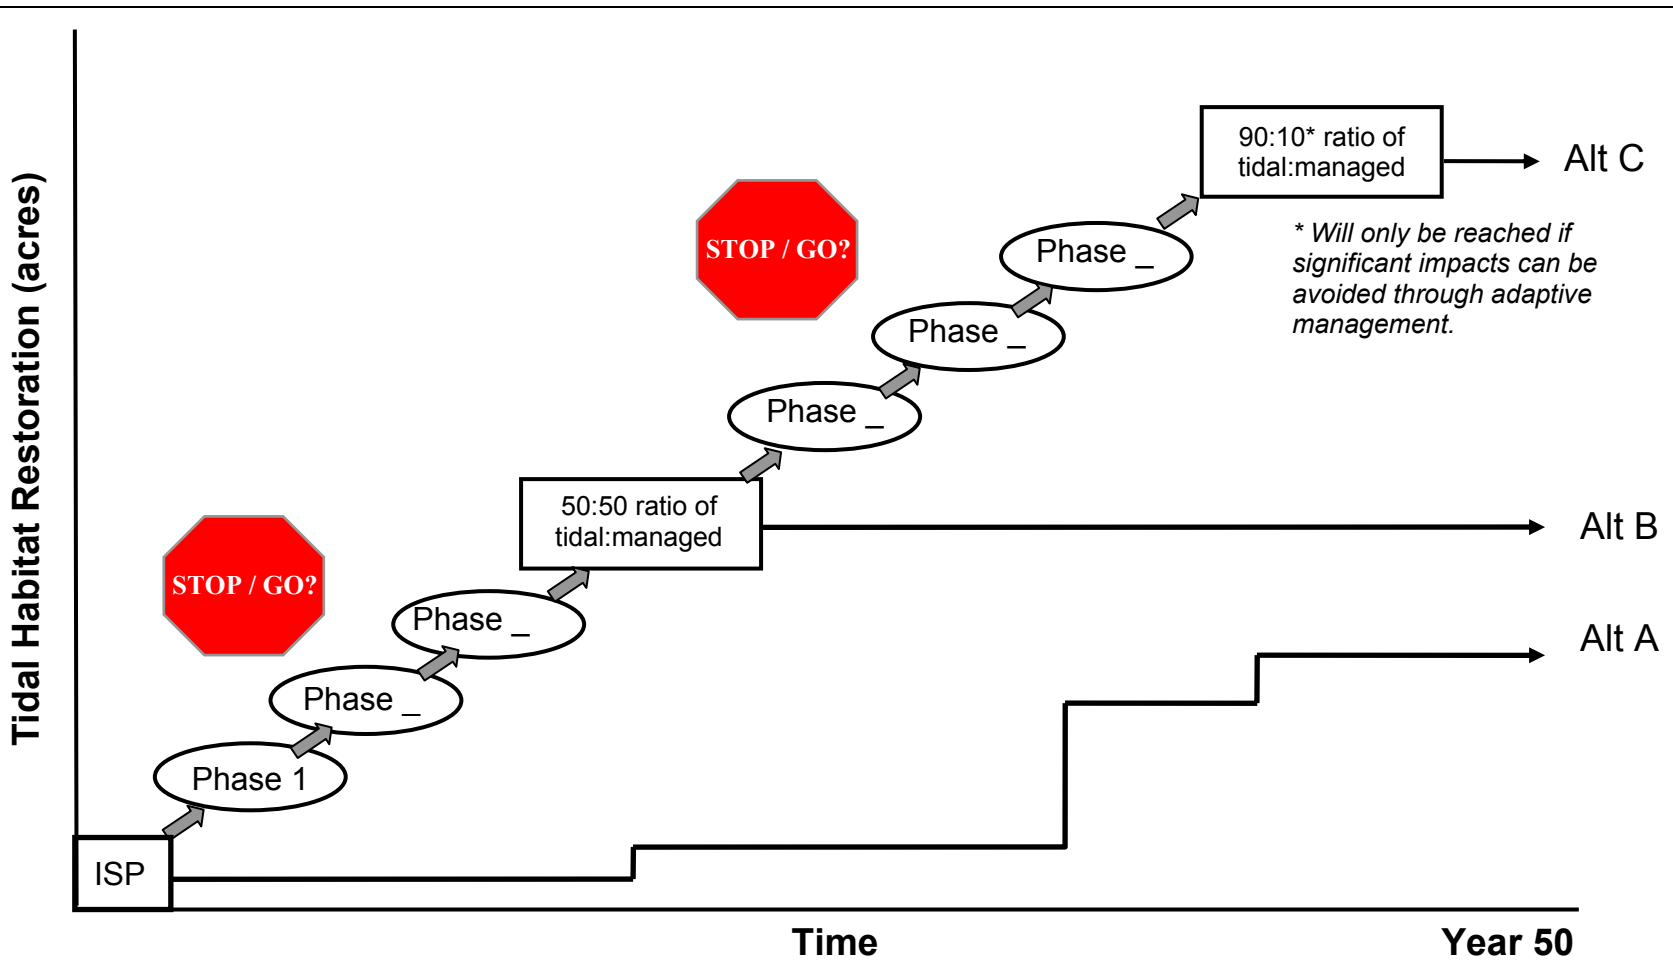 Tidal Habitat Restoration (acres)
90:10* ratio of
tidal:managed
Alt C
* Will only be reached if
significant impacts can be
avoided through adaptive
management.
STOP / GO?
Phase _
Phase _
Phase _
50:50 ratio of
tidal:managed
Alt B
STOP / GO?
Phase _
Phase _
Phase 1
Alt A
ISP
Time
Year 50